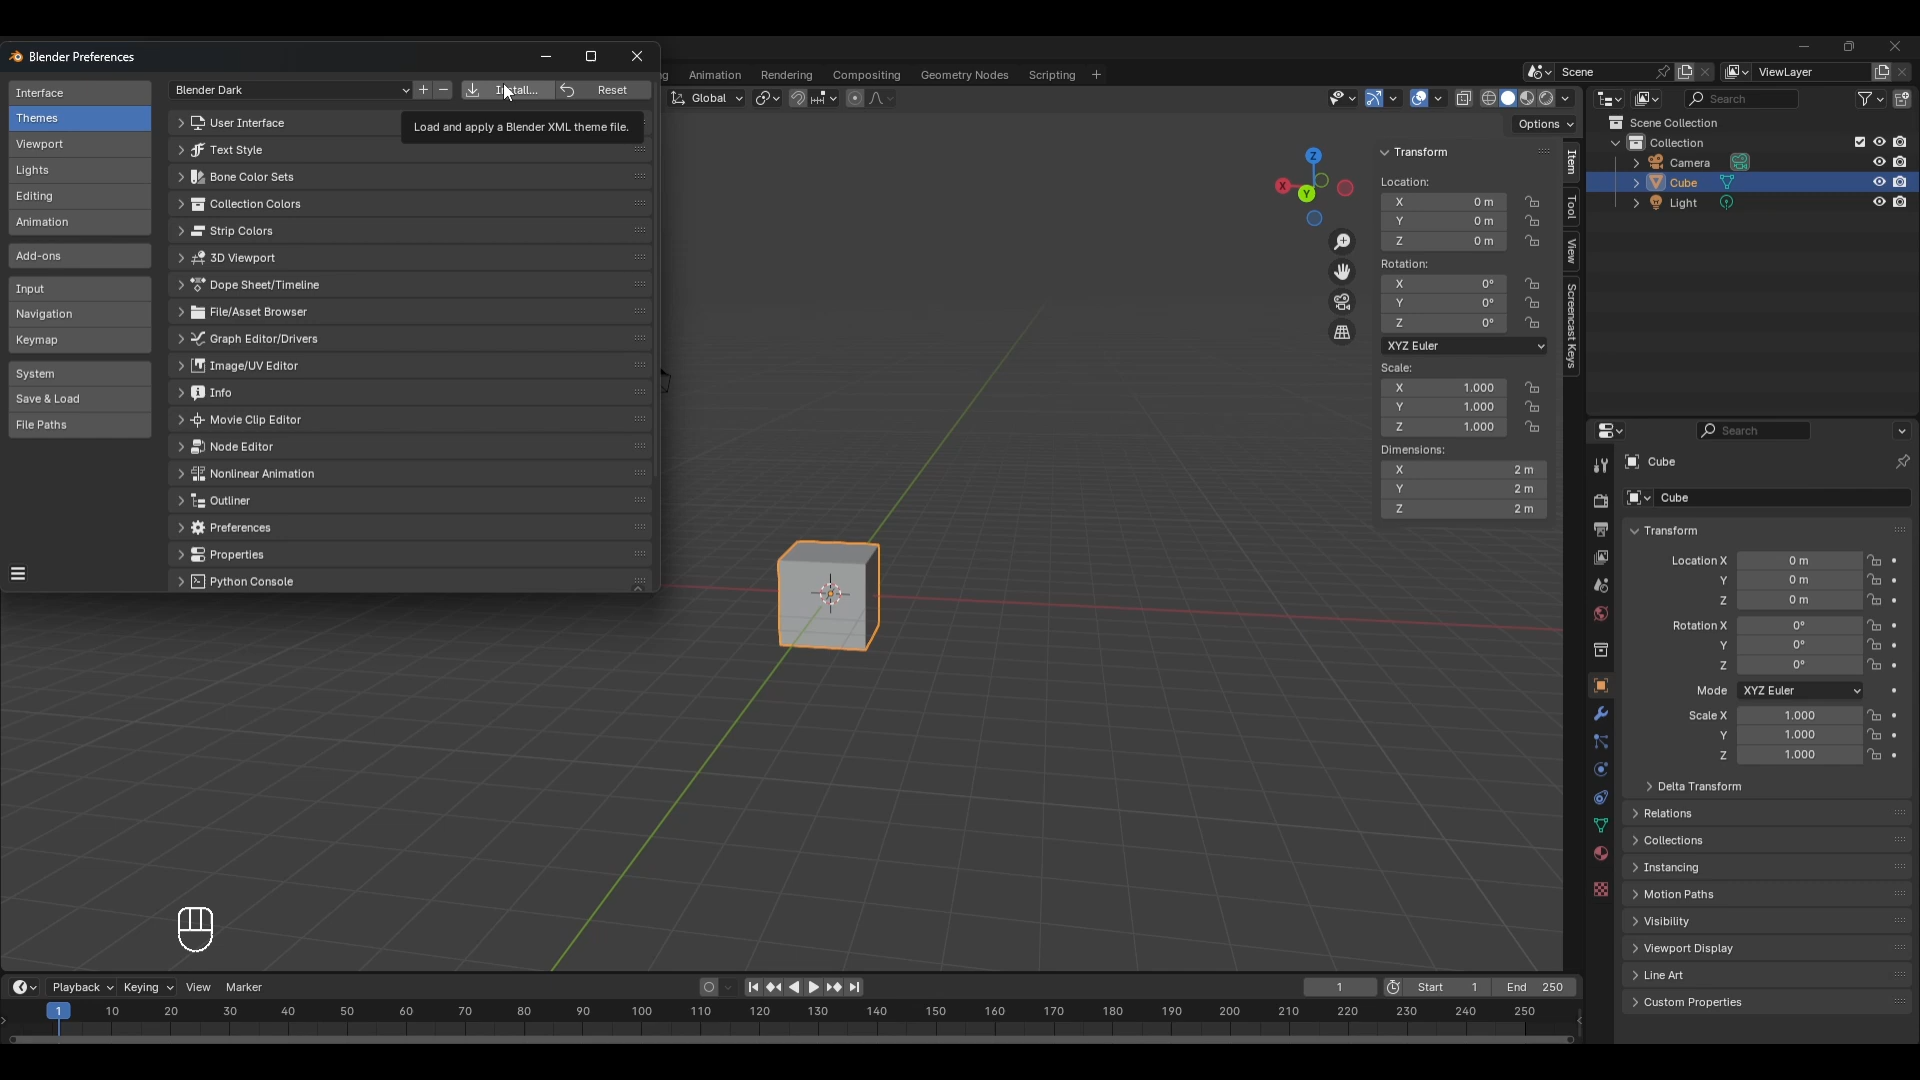 Blender Preferences
Interface
Themes
Viewport
Lights
Editing
Animation
Add-ons
Input
Navigation
Keymap
System
Save & Load
File Paths
Blender Dark
Reset
Load and apply a Blender XML theme file.
User Interface
Text Style
Bone Color Sets
Collection Colors
Strip Colors
3D Viewport
Dope Sheet/Timeline
File/Asset Browser
Graph Editor/Drivers
Image/UV Editor
Info
Movie Clip Editor
Node Editor
Nonlinear Animation
Outliner
Preferences
Properties
Python Console
Animation Rendering Compositing Geometry Nodes Scripting +
Scene
ViewLayer
Global
Options
Z
X
Y
Transform
Location:
X 0 m
Y 0 m
Z 0 m
Rotation:
X 0°
Y 0°
Z 0°
XYZ Euler
Scale:
X 1.000
Y 1.000
Z 1.000
Dimensions:
X 2 m
Y 2 m
Z 2 m
Item
Tool
View
Screencast Keys
Search
Scene Collection
Collection
Camera
Cube
Light
Search
Cube
Cube
Transform
Location X 0 m
Y 0 m
Z 0 m
Rotation X 0°
Y 0°
Z 0°
Mode XYZ Euler
Scale X 1.000
Y 1.000
Z 1.000
Delta Transform
Relations
Collections
Instancing
Motion Paths
Visibility
Viewport Display
Line Art
Custom Properties
Playback Keying View Marker
1 Start 1 End 250
1 10 20 30 40 50 60 70 80 90 100 110 120 130 140 150 160 170 180 190 200 210 220 230 240 250